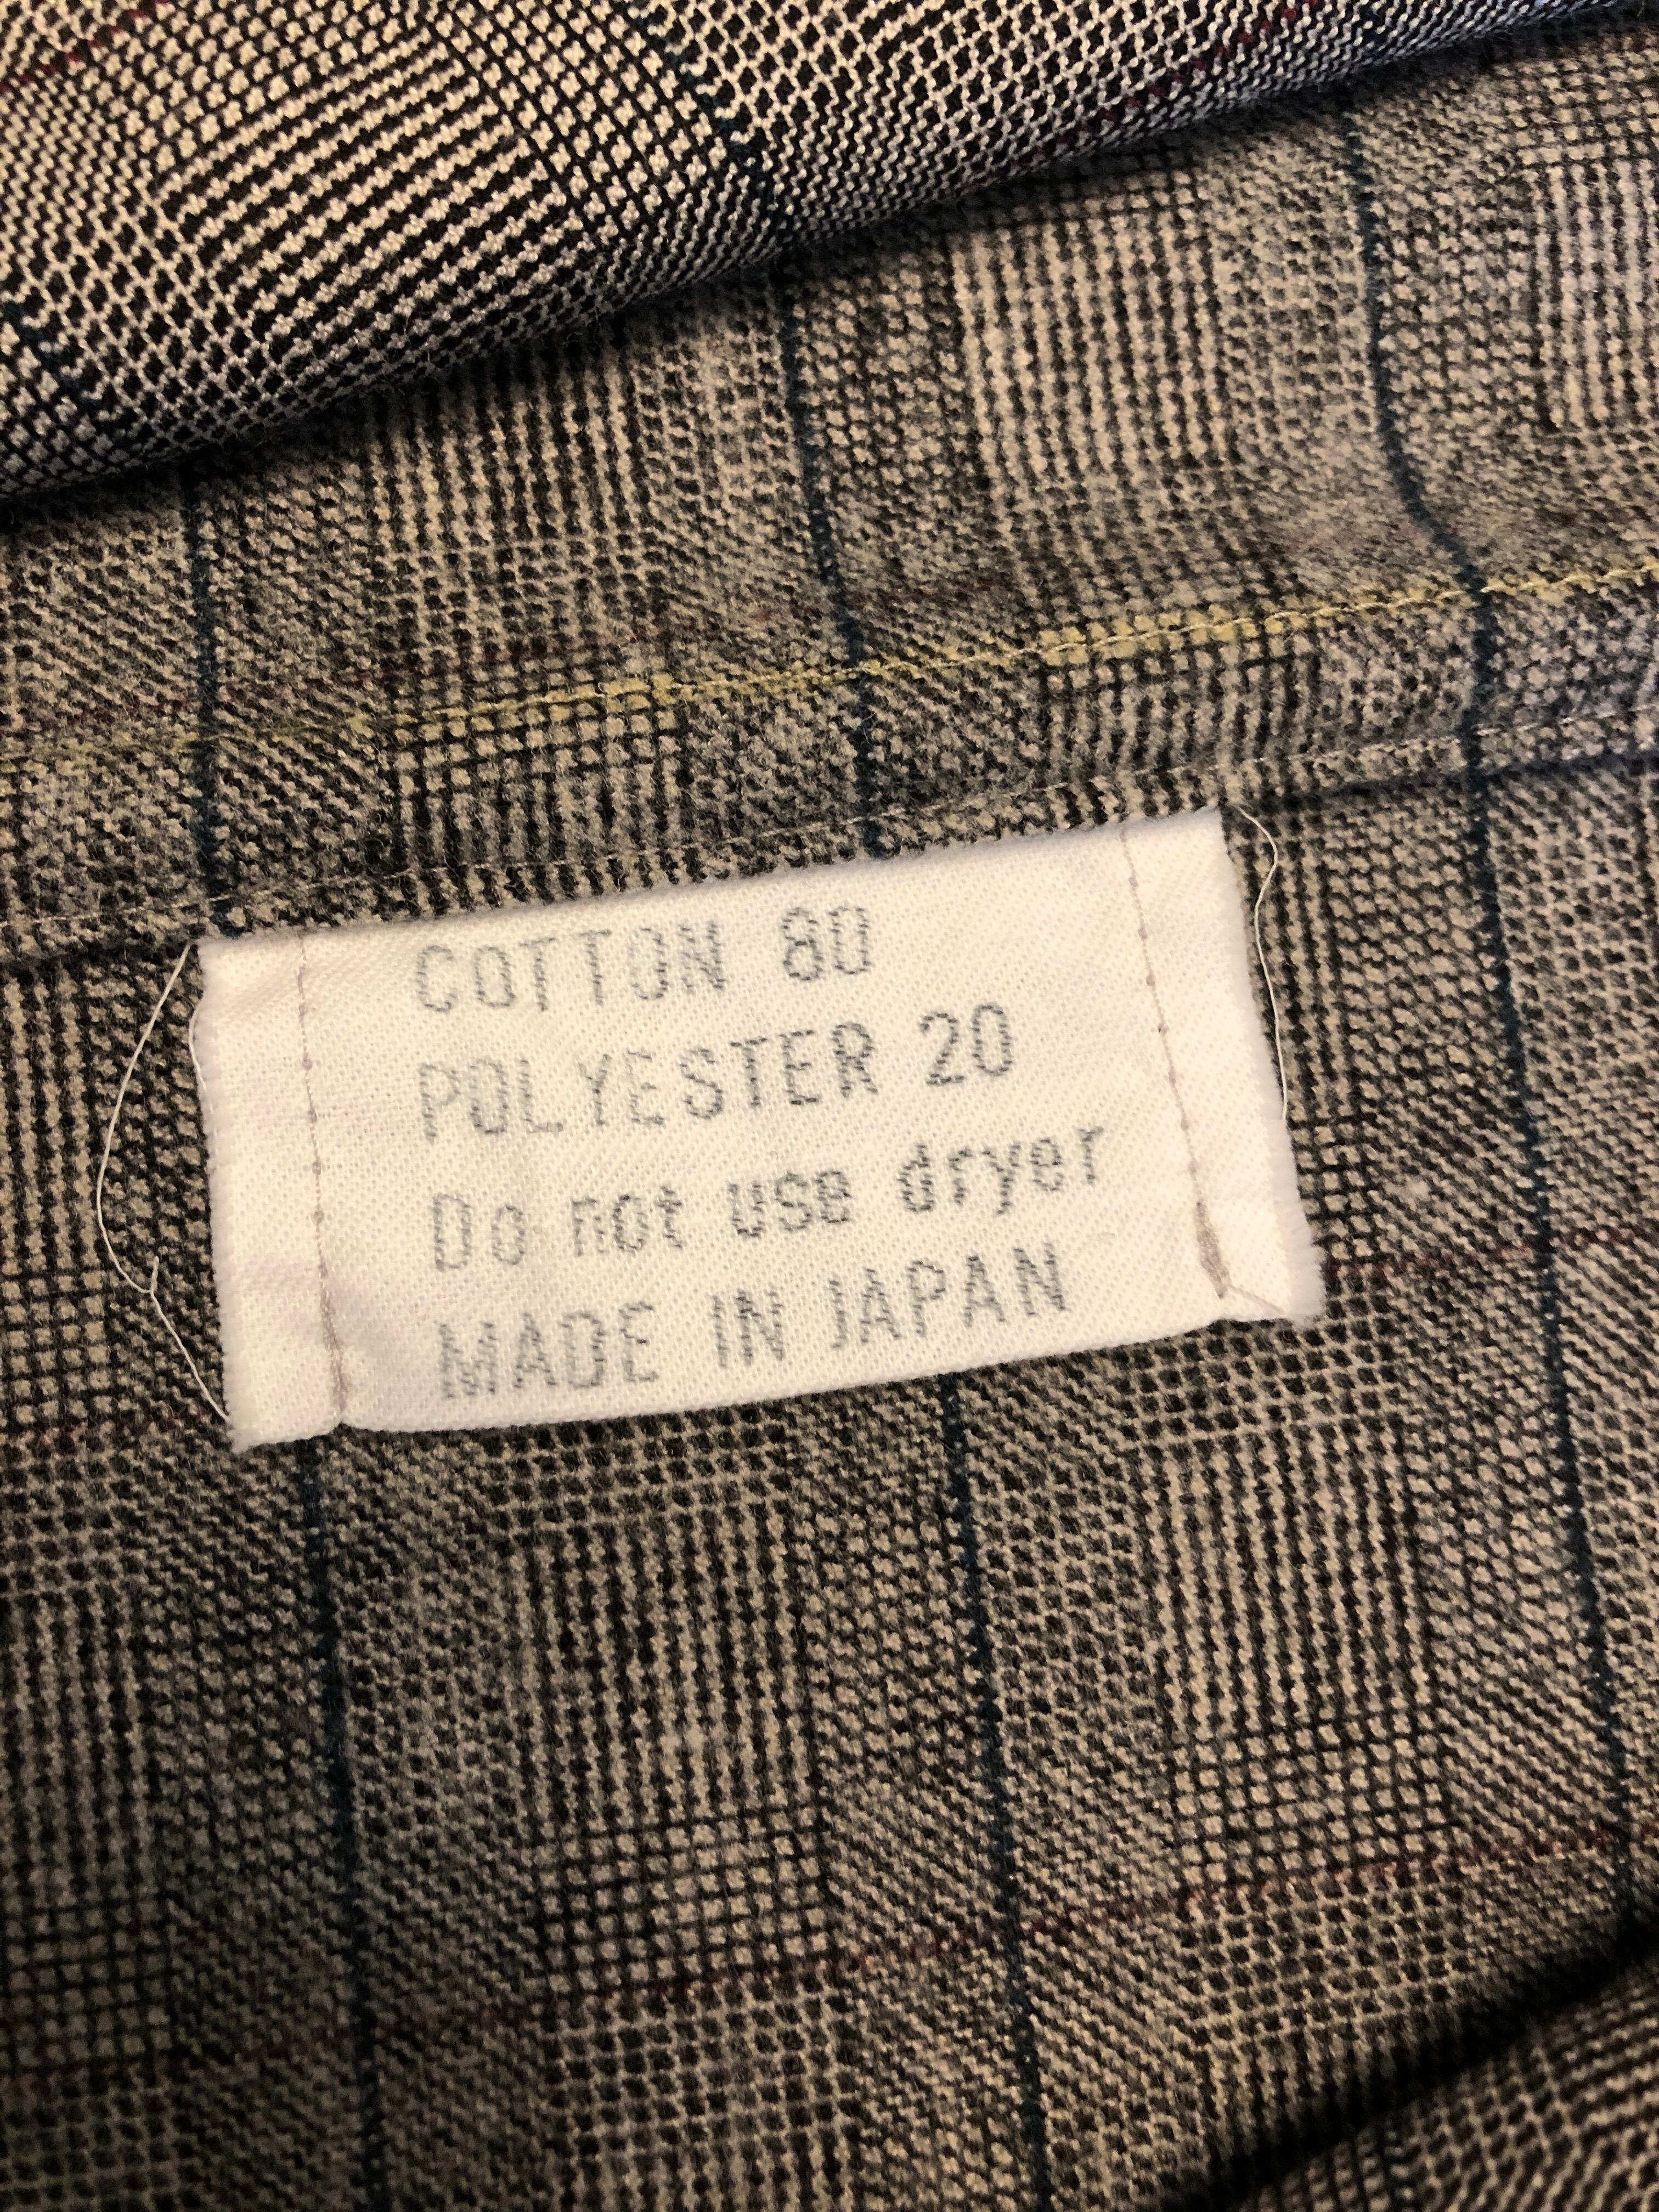 COTTON 80
POLYESTER 20
Do not use dryer
MADE IN JAPAN